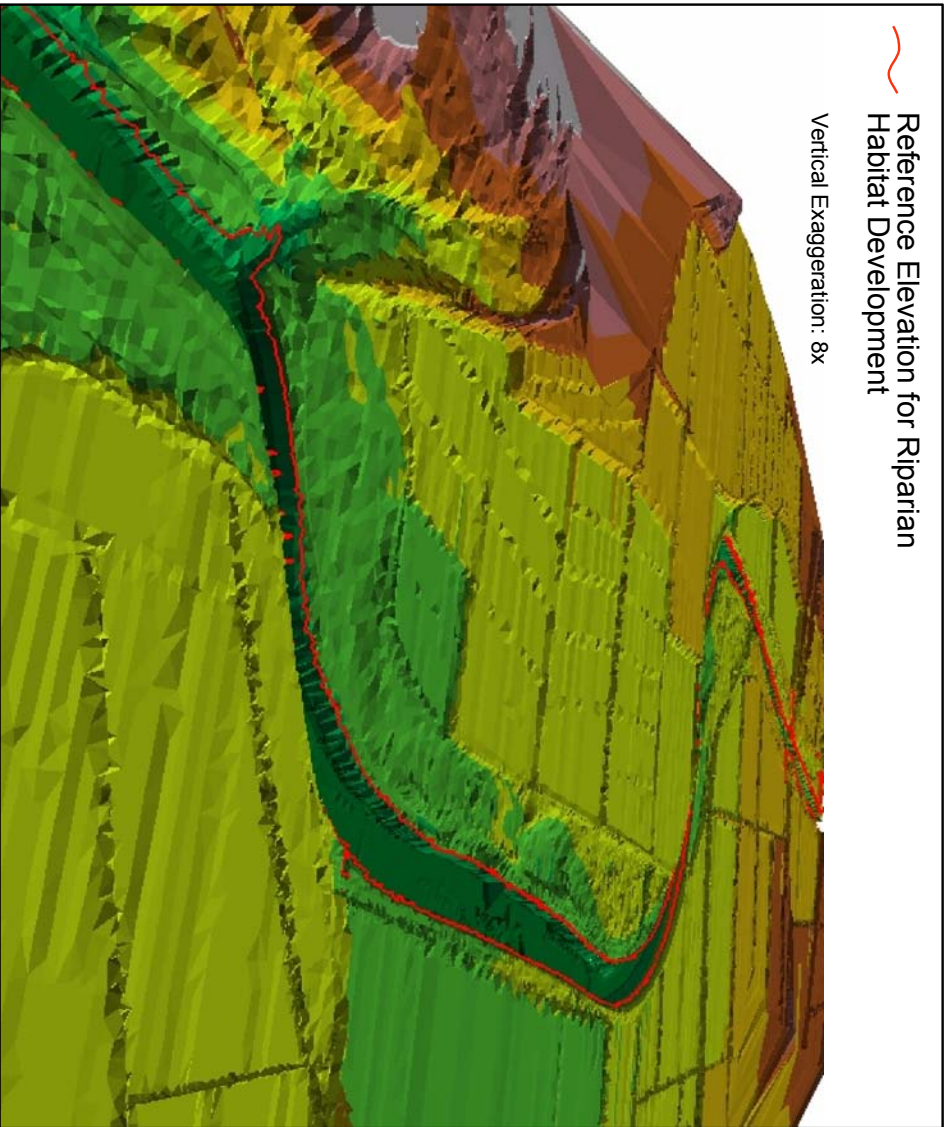 Reference Elevation for Riparian
Habitat Development
Vertical Exaggeration: 8x